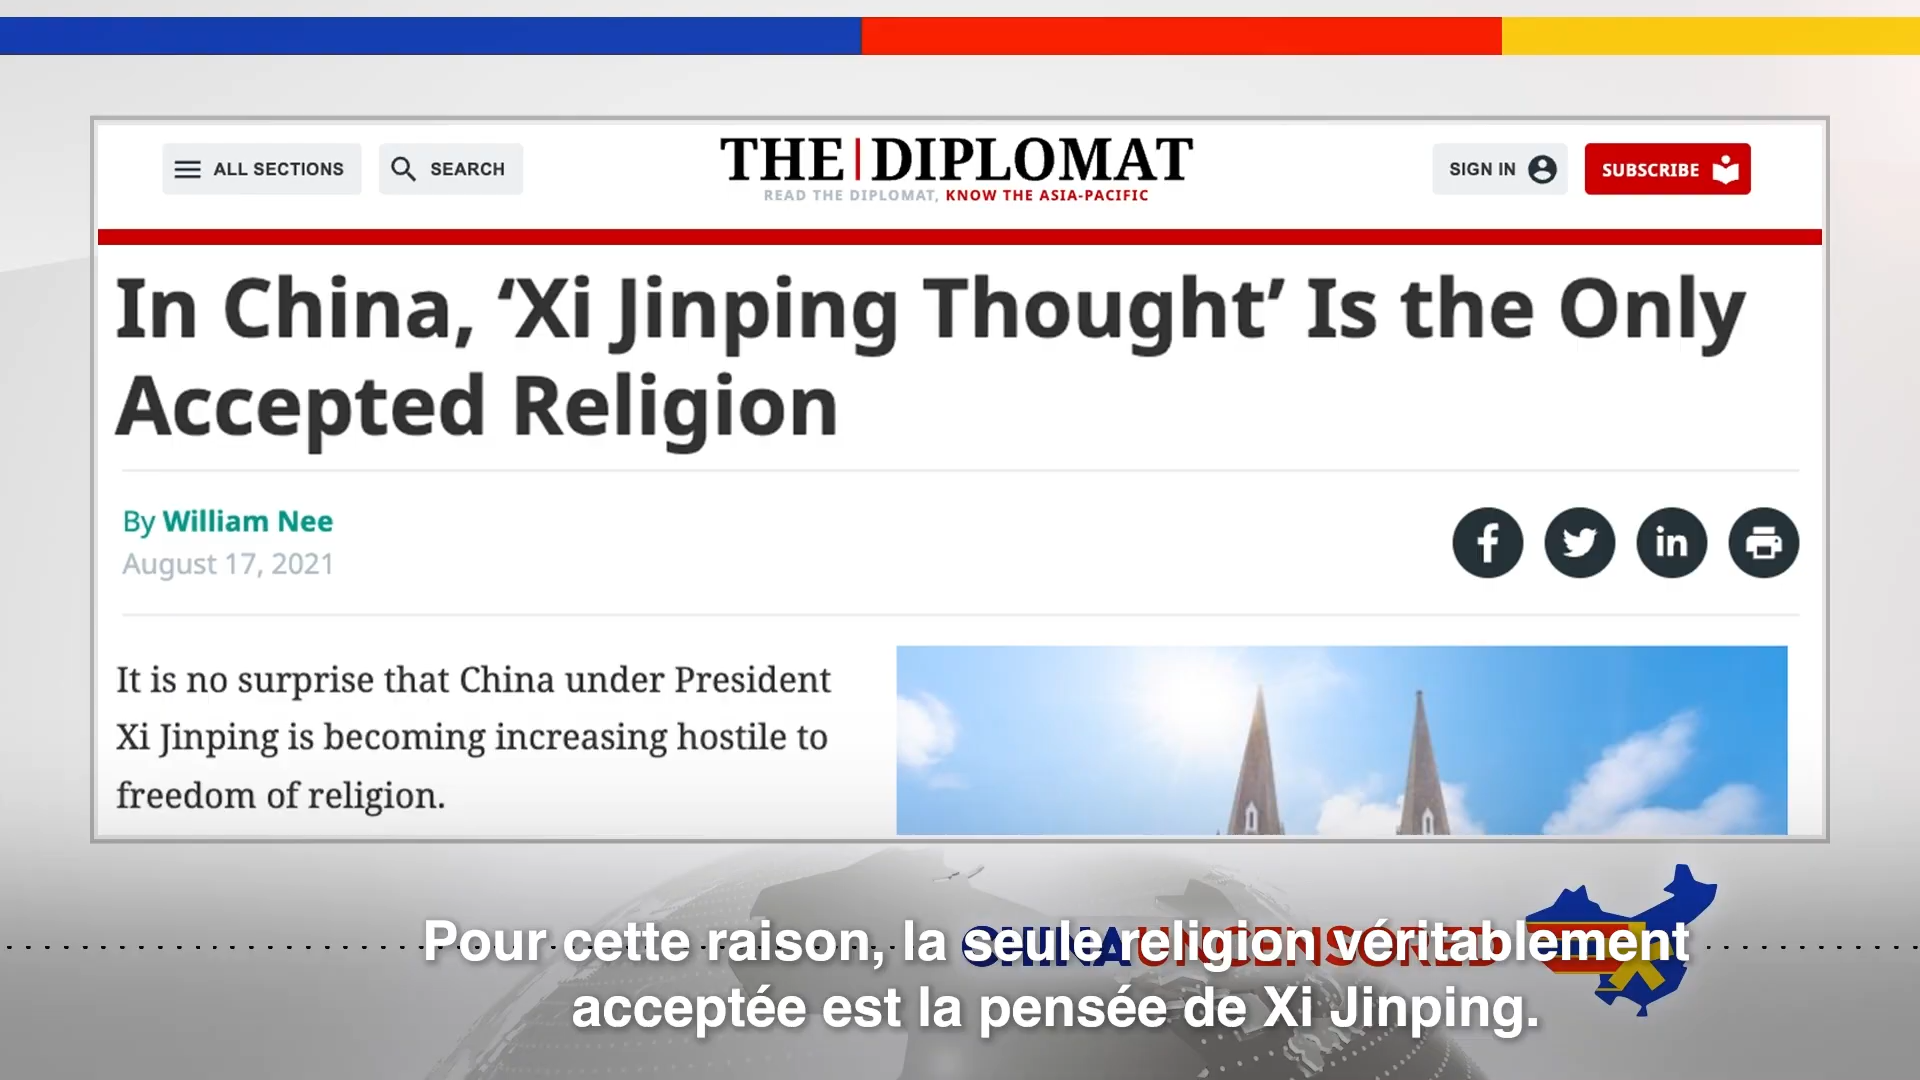 ALL SECTIONS
SEARCH
THE|DIPLOMAT
READ THE DIPLOMAT, KNOW THE ASIA-PACIFIC
SIGN IN
SUBSCRIBE
In China, ‘Xi Jinping Thought’ Is the Only
Accepted Religion
By William Nee
August 17, 2021
It is no surprise that China under President
Xi Jinping is becoming increasing hostile to
freedom of religion.
CHINA UNCENSORED
Pour cette raison, la seule religion véritablement
acceptée est la pensée de Xi Jinping.